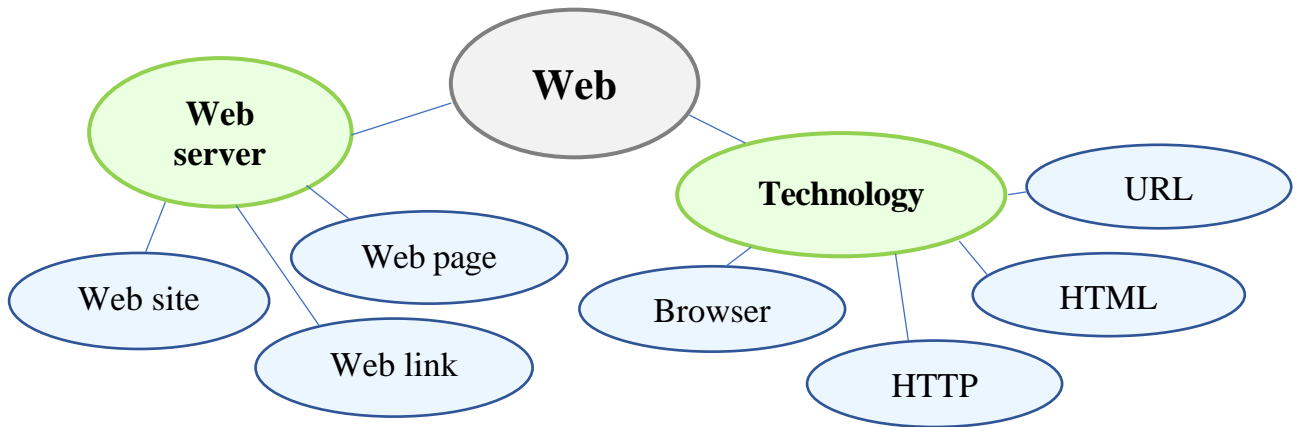 Web
Web
server
Technology
URL
Web page
Web site
HTML
Browser
Web link
HTTP